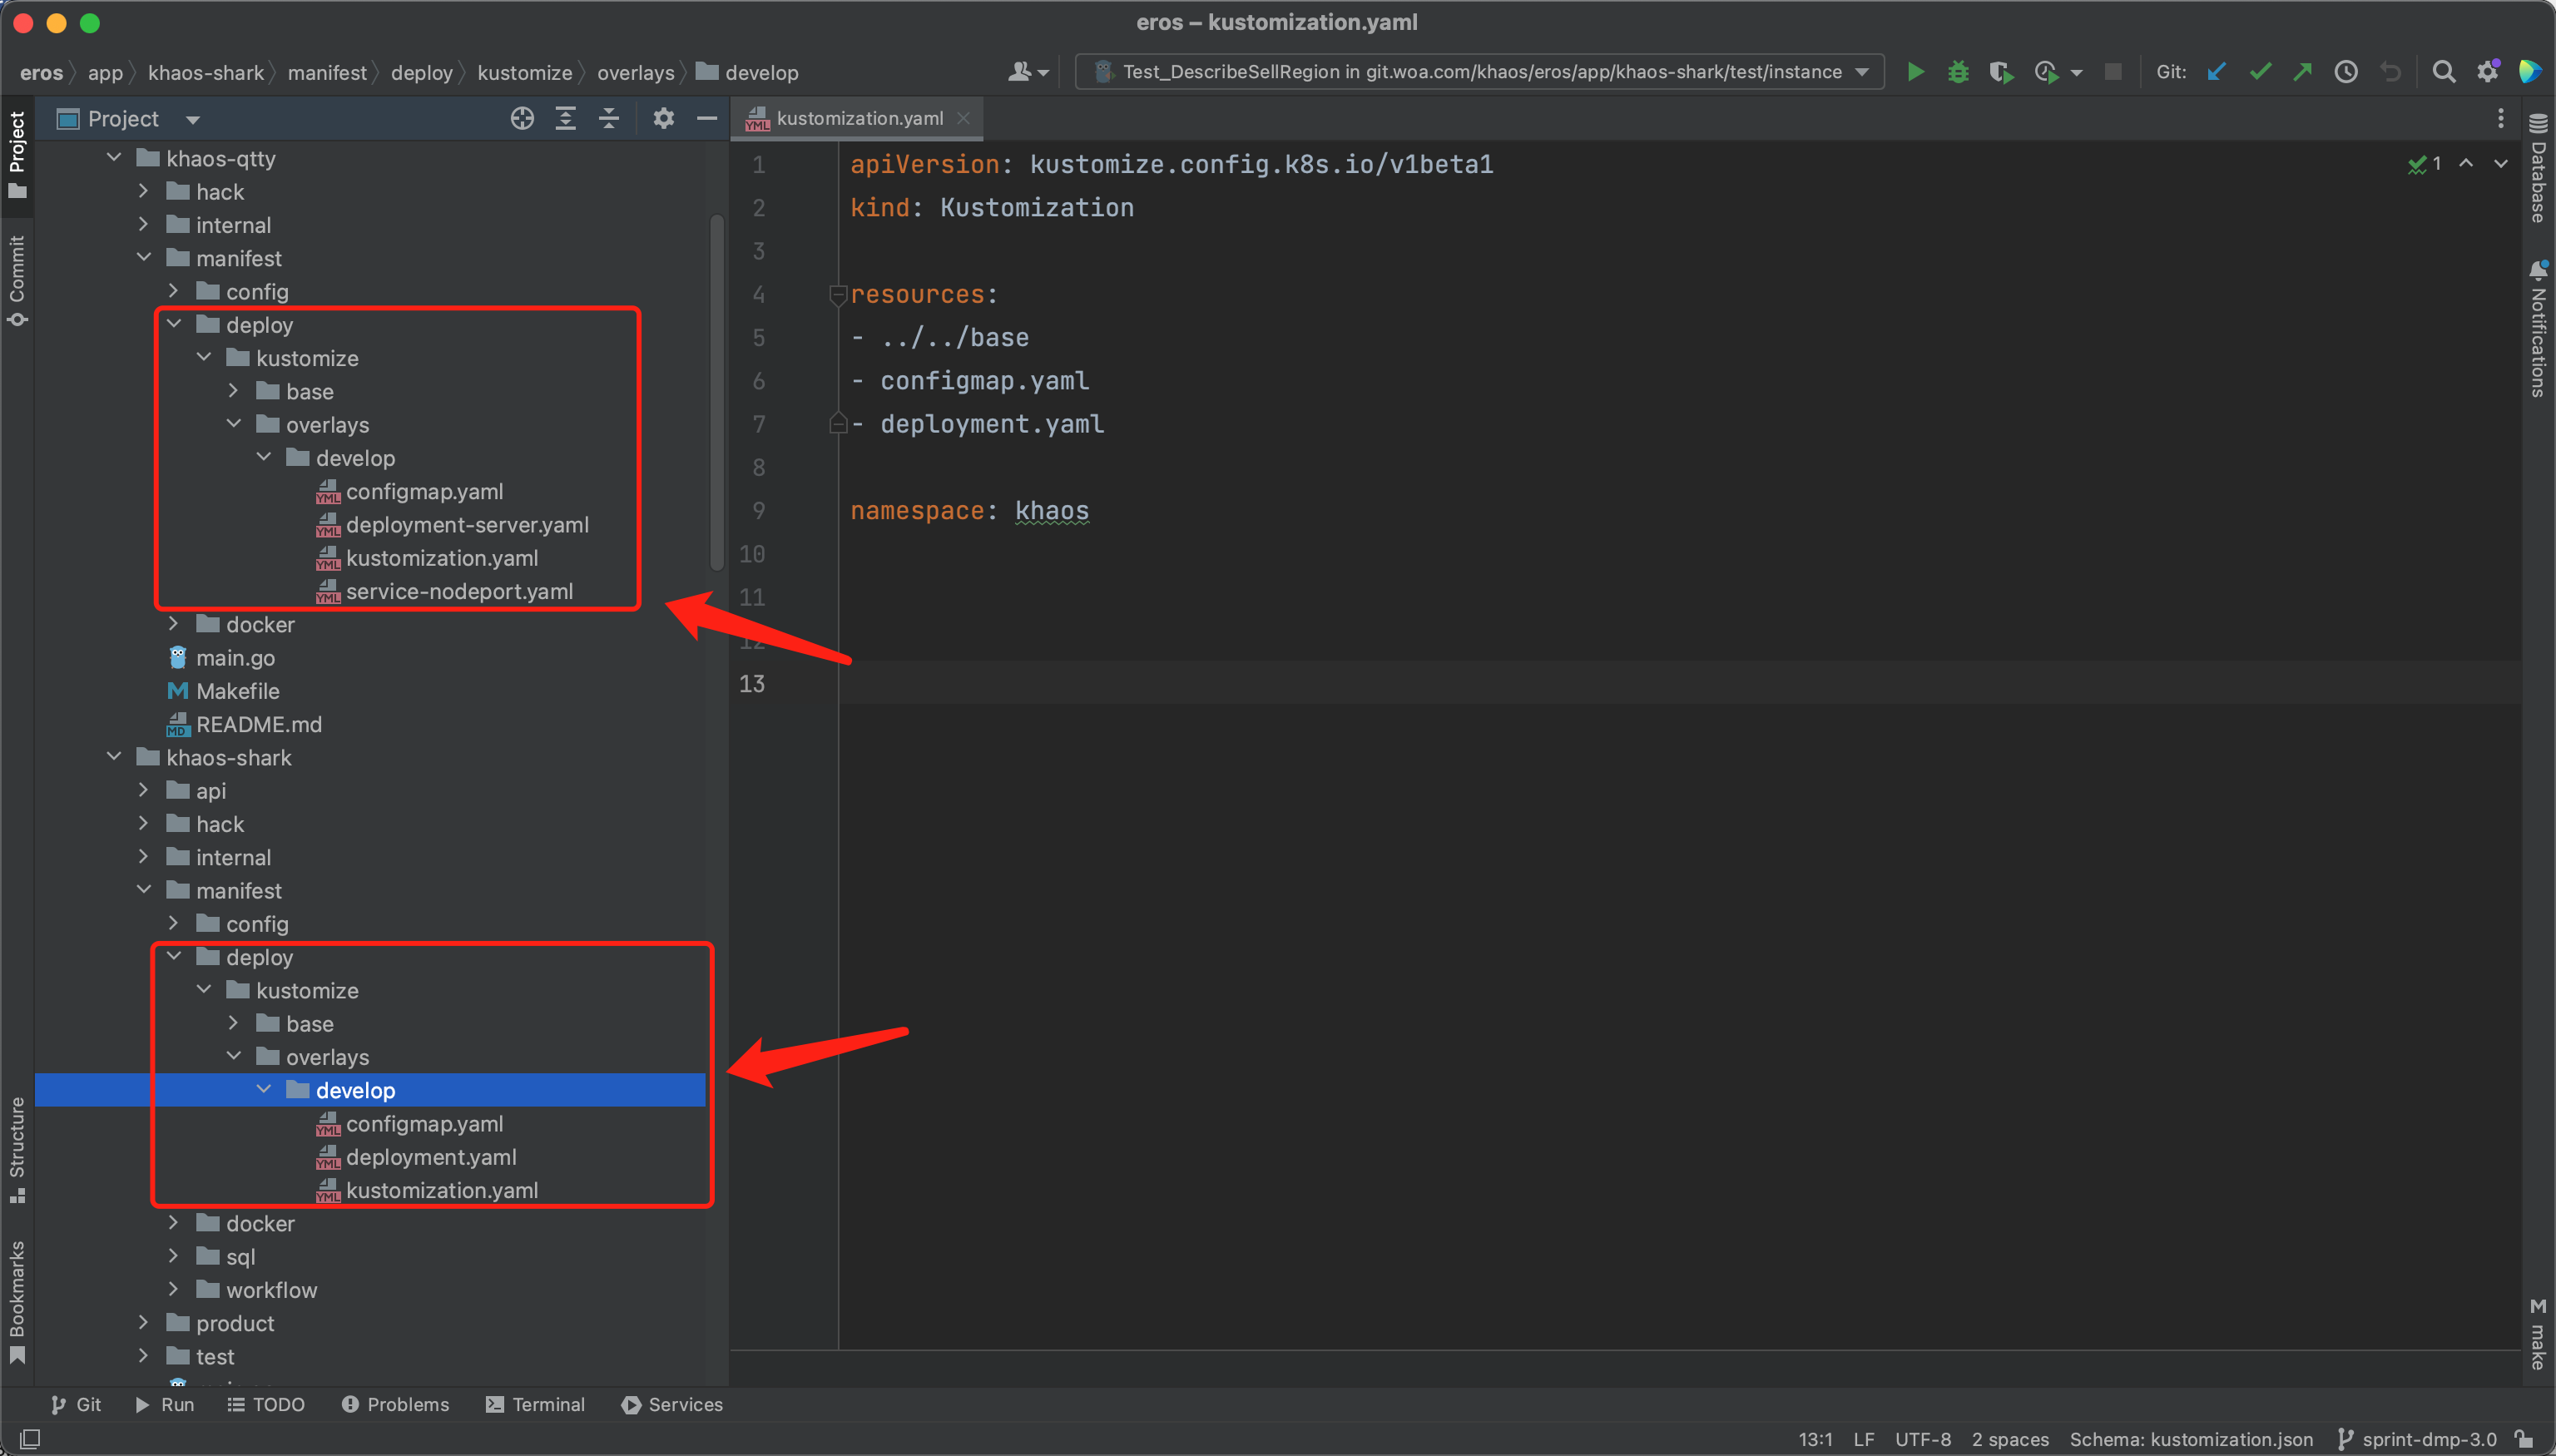 eros – kustomization.yaml
eros app khaos-shark manifest deploy kustomize overlays develop
Test_DescribeSellRegion in git.woa.com/khaos/eros/app/khaos-shark/test/instance
Git:
Project
kustomization.yaml
Project
Commit
Structure
Bookmarks
khaos-qtty
hack
internal
manifest
config
deploy
kustomize
base
overlays
develop
configmap.yaml
deployment-server.yaml
kustomization.yaml
service-nodeport.yaml
docker
main.go
Makefile
README.md
khaos-shark
api
hack
internal
manifest
config
deploy
kustomize
base
overlays
develop
configmap.yaml
deployment.yaml
kustomization.yaml
docker
sql
workflow
product
test
1 apiVersion: kustomize.config.k8s.io/v1beta1
2 kind: Kustomization
3
4 resources:
5 - ../../base
6 - configmap.yaml
7 - deployment.yaml
8
9 namespace: khaos
10
11
12
13
1
Database
Notifications
make
Git Run TODO Problems Terminal Services
13:1 LF UTF-8 2 spaces Schema: kustomization.json sprint-dmp-3.0